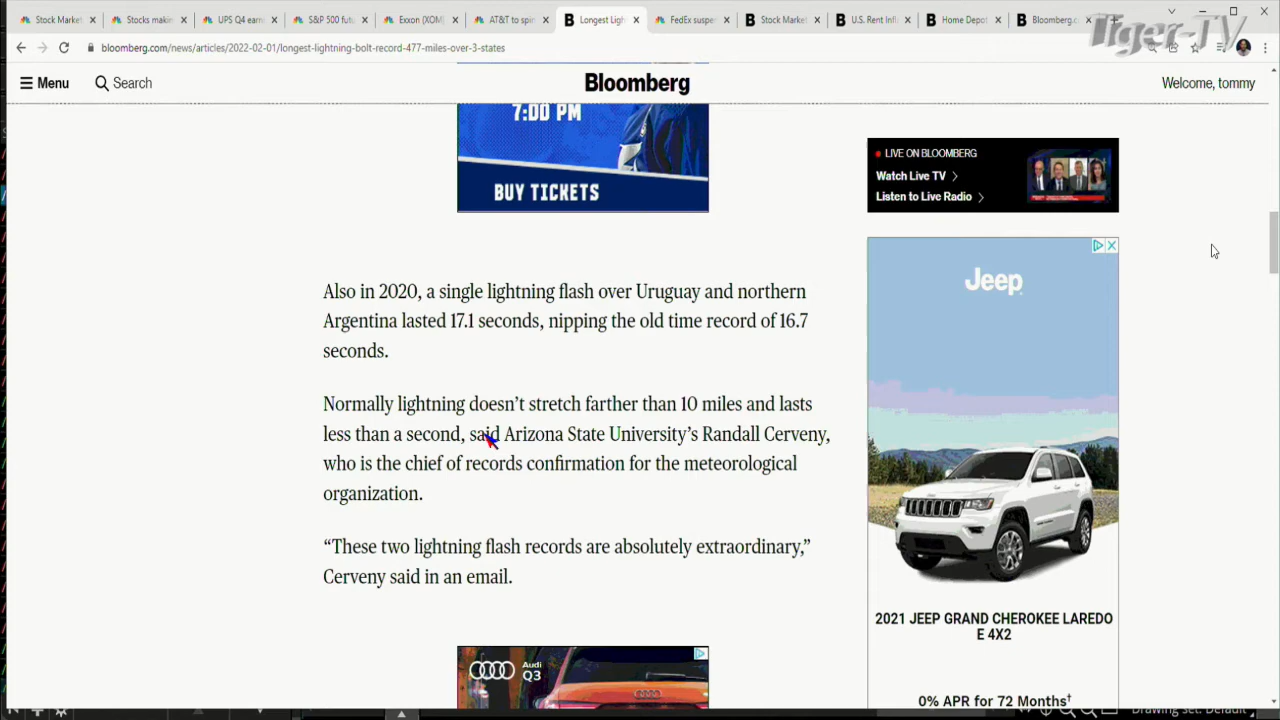 Stock Market
Stocks makin
UPS Q4 earn
S&P 500 futu
Exxon (XOM)
AT&T to spin
Longest Ligh
FedEx suspe
Stock Market
U.S. Rent Infl
Home Depot
Bloomberg.c
Tiger-TV
bloomberg.com/news/articles/2022-02-01/longest-lightning-bolt-record-477-miles-over-3-states
Menu
Search
Bloomberg
Welcome, tommy
7:00 PM
BUY TICKETS
LIVE ON BLOOMBERG
Watch Live TV
Listen to Live Radio
Also in 2020, a single lightning flash over Uruguay and northern
Argentina lasted 17.1 seconds, nipping the old time record of 16.7
seconds.
Normally lightning doesn’t stretch farther than 10 miles and lasts
less than a second, said Arizona State University’s Randall Cerveny,
who is the chief of records confirmation for the meteorological
organization.
“These two lightning flash records are absolutely extraordinary,”
Cerveny said in an email.
Jeep
2021 JEEP GRAND CHEROKEE LAREDO
E 4X2
0% APR for 72 Months†
Audi
Q3
Drawing set: Default